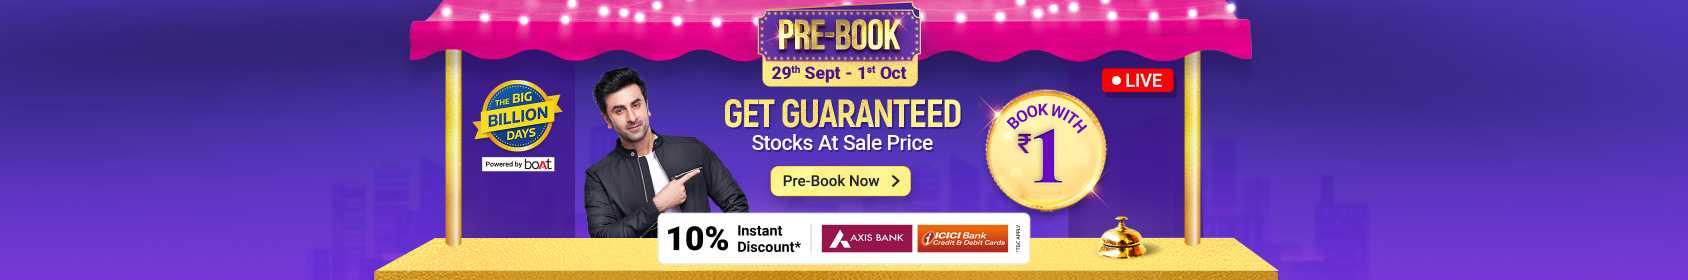 PRE-BOOK
29th Sept - 1st Oct
LIVE
THE BIG
BILLION
DAYS
Powered by boAt
GET GUARANTEED
Stocks At Sale Price
Pre-Book Now
BOOK WITH
₹1
10% Instant
Discount*
AXIS BANK
ICICI Bank
Credit & Debit Cards
*T&C APPLY